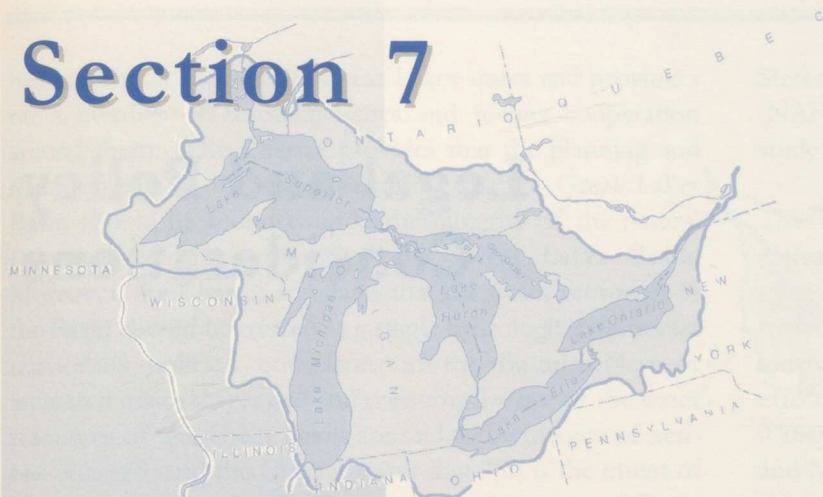 Section 7
QUEBEC
ONTARIO
Lake Superior
MINNESOTA
WISCONSIN
MICHIGAN
Lake Michigan
Lake Huron
Lake Ontario
NEW YORK
Lake Erie
PENNSYLVANIA
ILLINOIS
INDIANA
OHIO